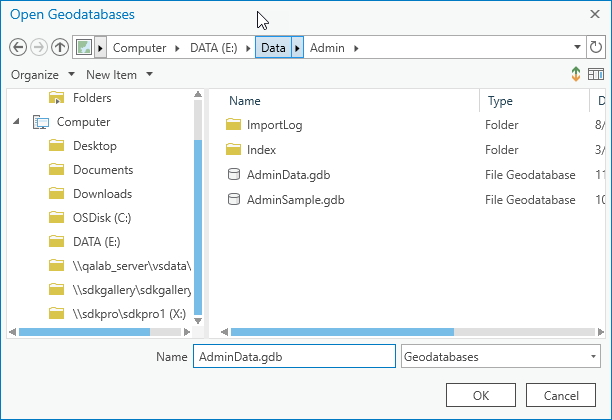 Open Geodatabases
Computer DATA (E:) Data Admin
Organize New Item
Folders
Computer
Desktop
Documents
Downloads
OSDisk (C:)
DATA (E:)
\\qalab_server\vsdata\
\\sdkgallery\sdkgallery
\\sdkpro\sdkpro1 (X:)
Name Type D
ImportLog Folder 8/
Index Folder 3/
AdminData.gdb File Geodatabase 11
AdminSample.gdb File Geodatabase 10
Name AdminData.gdb Geodatabases
OK Cancel